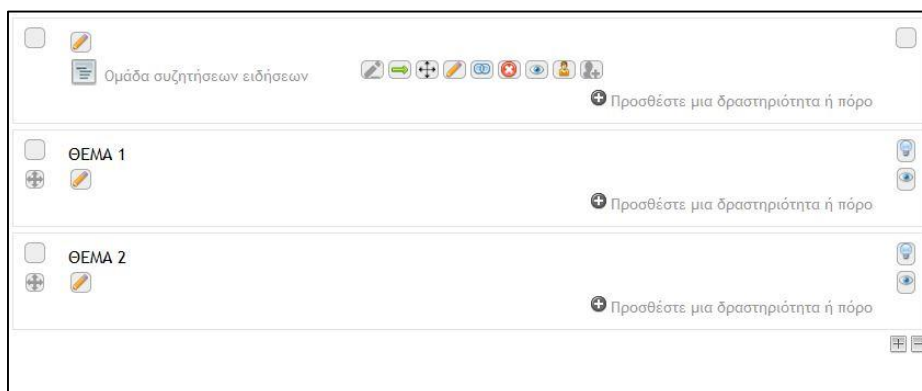 Ομάδα συζητήσεων ειδήσεων
Προσθέστε μια δραστηριότητα ή πόρο
ΘΕΜΑ 1
Προσθέστε μια δραστηριότητα ή πόρο
ΘΕΜΑ 2
Προσθέστε μια δραστηριότητα ή πόρο